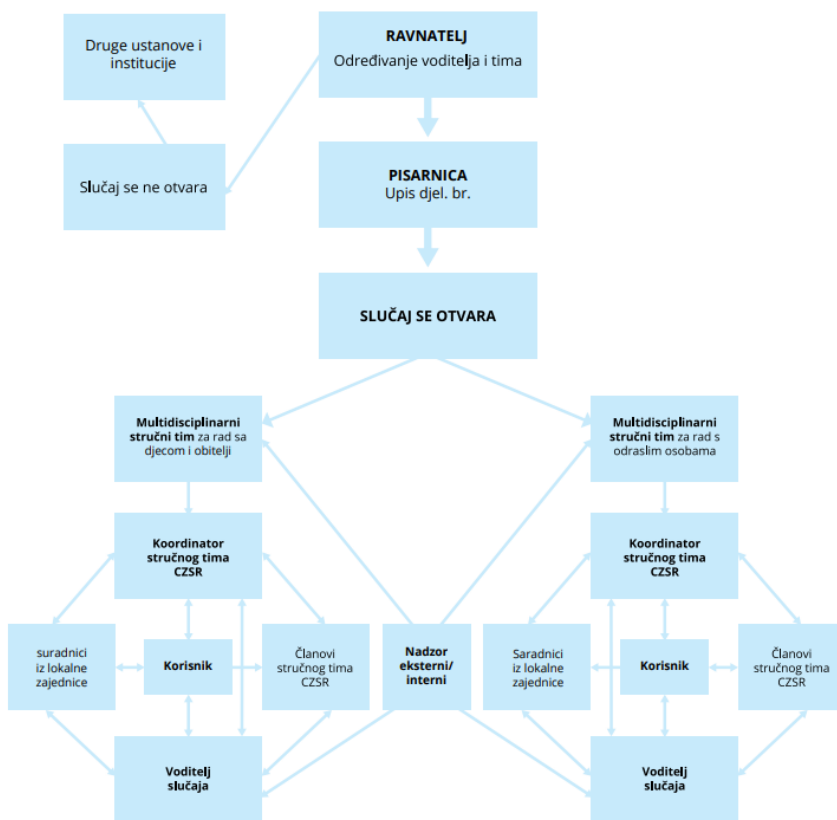 Druge ustanove i
institucije
RAVNATELJ
Određivanje voditelja i tima
Slučaj se ne otvara
PISARNICA
Upis djel. br.
SLUČAJ SE OTVARA
Multidisciplinarni
stručni tim za rad sa
djecom i obitelji
Multidisciplinarni
stručni tim za rad s
odraslim osobama
Koordinator
stručnog tima
CZSR
Koordinator
stručnog tima
CZSR
suradnici
iz lokalne
zajednice
Korisnik
Članovi
stručnog tima
CZSR
Nadzor
eksterni/
interni
Saradnici
iz lokalne
zajednice
Korisnik
Članovi
stručnog tima
CZSR
Voditelj
slučaja
Voditelj
slučaja